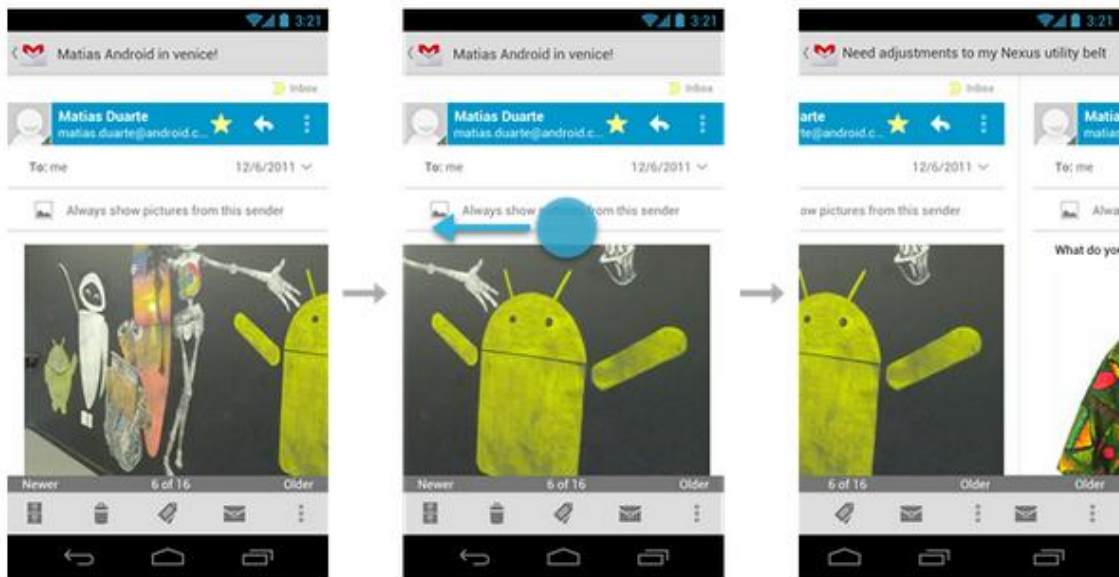 3:21
Matias Android in venice!
Inbox
Matias Duarte
matias.duarte@android.c...
To: me 12/6/2011
Always show pictures from this sender
Newer 6 of 16 Older
3:21
Matias Android in venice!
Inbox
Matias Duarte
matias.duarte@android.c...
To: me 12/6/2011
Always show pictures from this sender
Newer 6 of 16 Older
3:21
Need adjustments to my Nexus utility belt
Inbox
arte
te@android.c...
12/6/2011
ow pictures from this sender
6 of 16 Older
Matia
matias
To: me
Alwa
What do you
Older